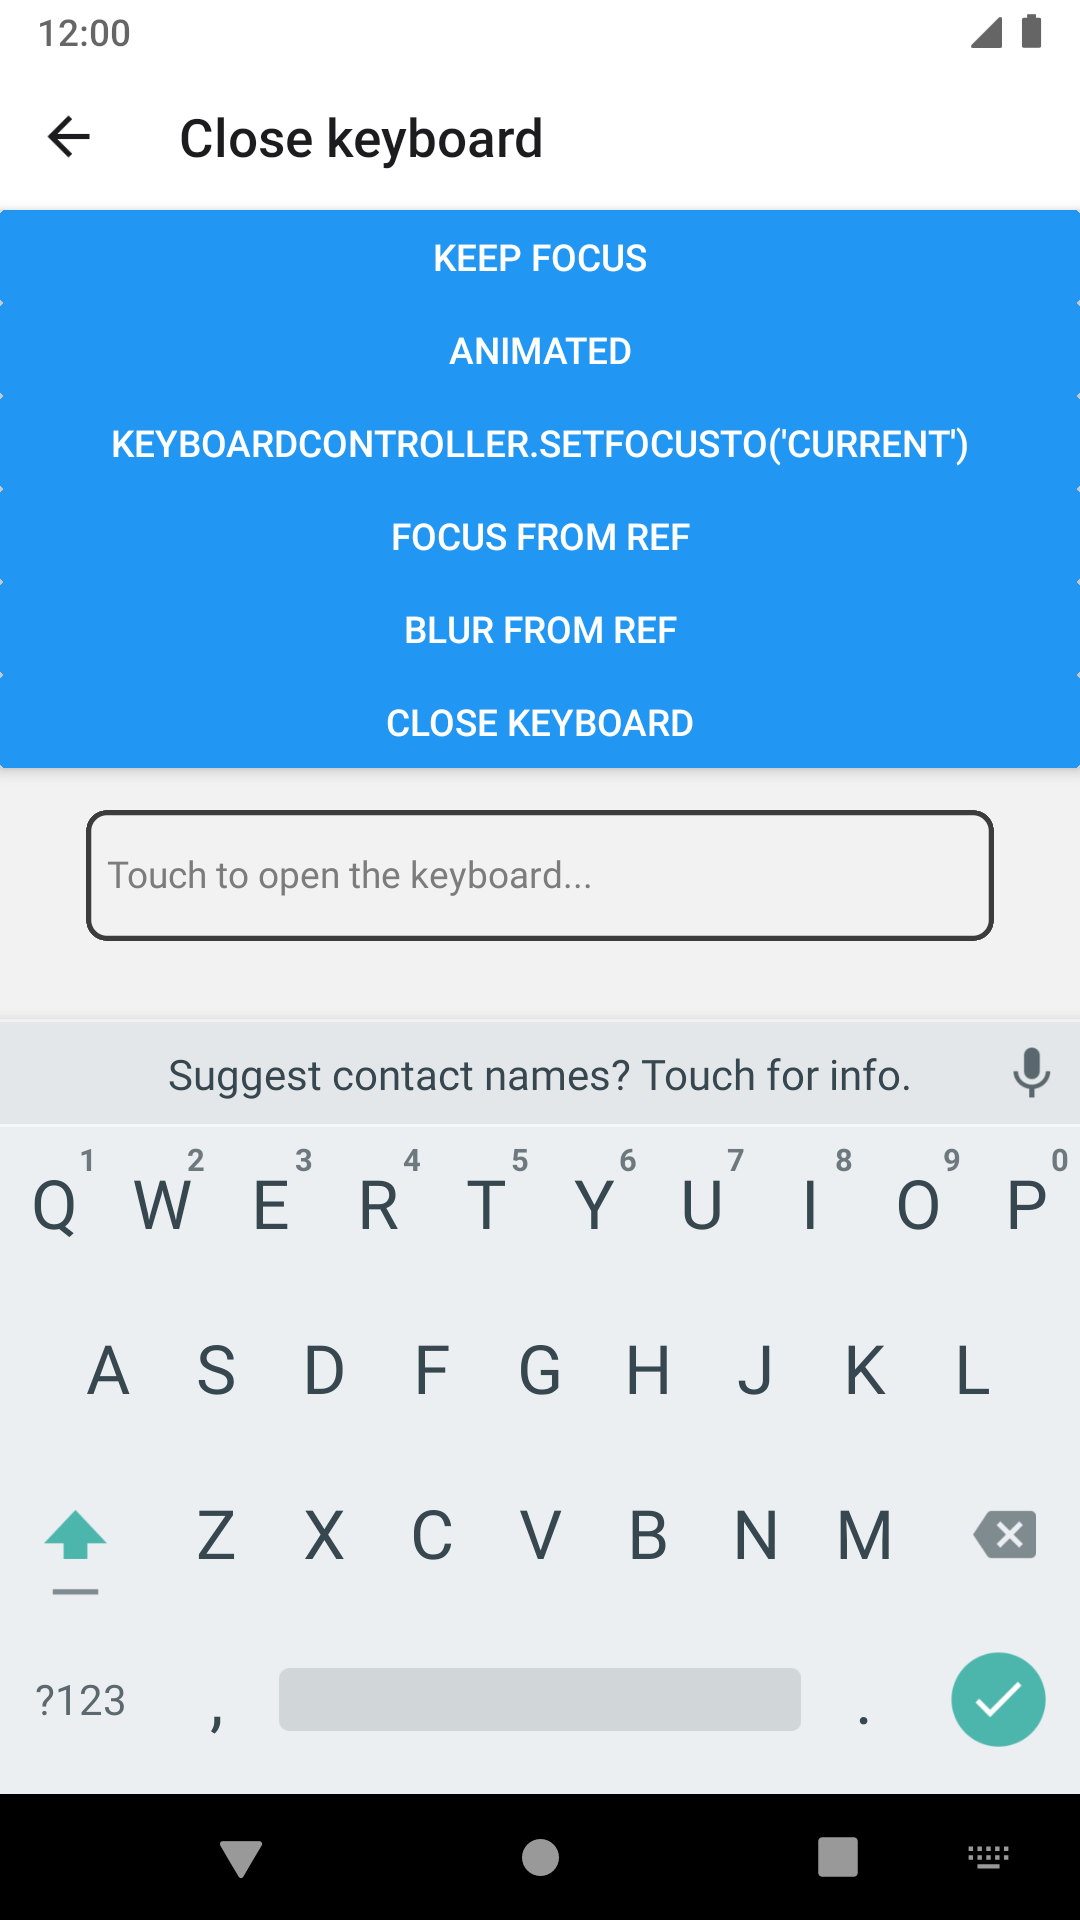 12:00
Close keyboard
KEEP FOCUS
ANIMATED
KEYBOARDCONTROLLER.SETFOCUSTO('CURRENT')
FOCUS FROM REF
BLUR FROM REF
CLOSE KEYBOARD
Touch to open the keyboard...
Suggest contact names? Touch for info.
1 2 3 4 5 6 7 8 9 0
Q W E R T Y U I O P
A S D F G H J K L
Z X C V B N M
?123 , .